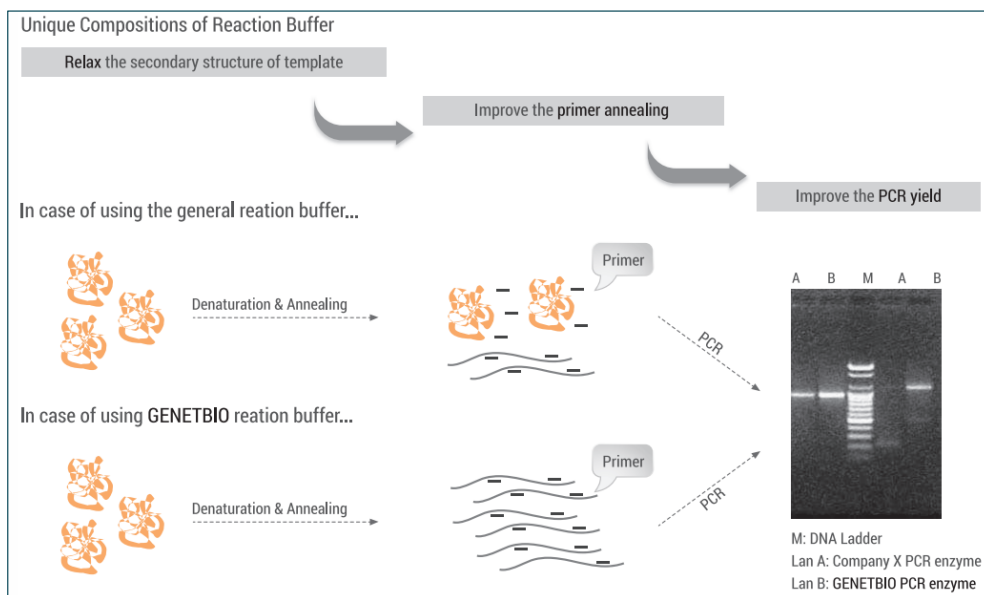 Unique Compositions of Reaction Buffer
Relax the secondary structure of template
Improve the primer annealing
Improve the PCR yield
In case of using the general reation buffer...
Denaturation & Annealing
Primer
PCR
A B M A B
In case of using GENETBIO reation buffer...
Denaturation & Annealing
Primer
PCR
M: DNA Ladder
Lan A: Company X PCR enzyme
Lan B: GENETBIO PCR enzyme